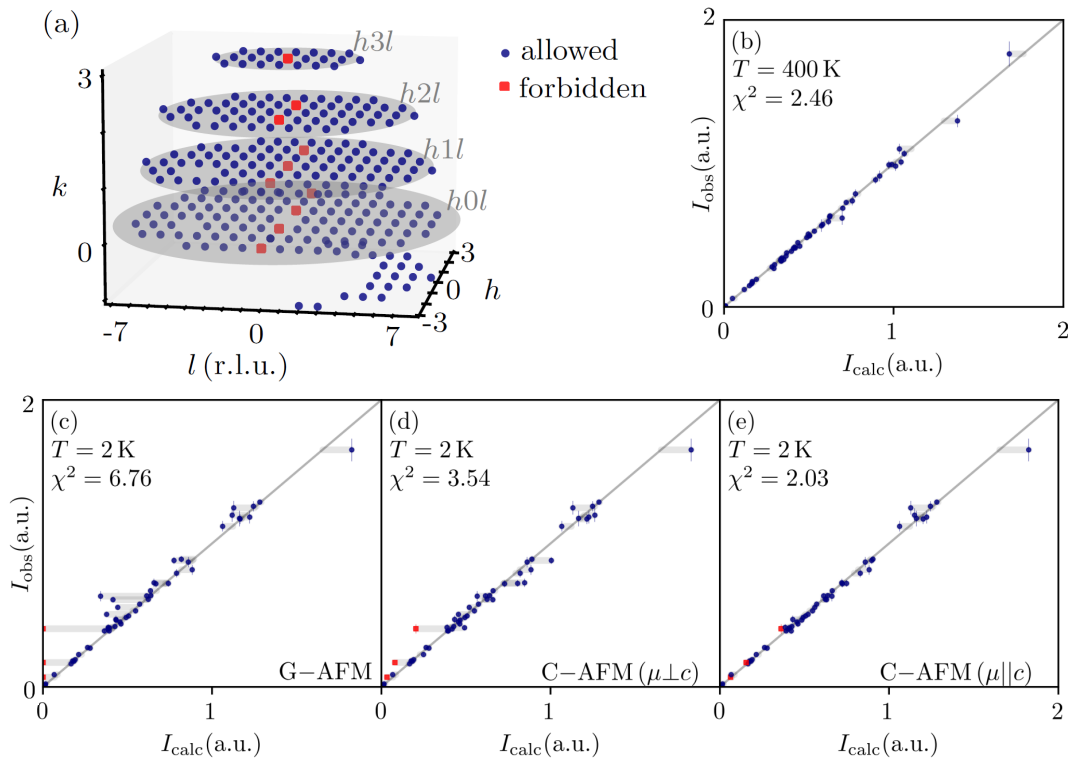 (a)
h3l
h2l
h1l
h0l
allowed
forbidden
3
k
0
-7
0
7
l (r.l.u.)
3
0
-3
h
(b)
T = 400 K
χ² = 2.46
2
0
I_obs(a.u.)
0
1
2
I_calc(a.u.)
(c)
T = 2 K
χ² = 6.76
G−AFM
2
0
I_obs(a.u.)
0
1
I_calc(a.u.)
(d)
T = 2 K
χ² = 3.54
C−AFM (μ⊥c)
0
1
I_calc(a.u.)
(e)
T = 2 K
χ² = 2.03
C−AFM (μ||c)
0
1
2
I_calc(a.u.)